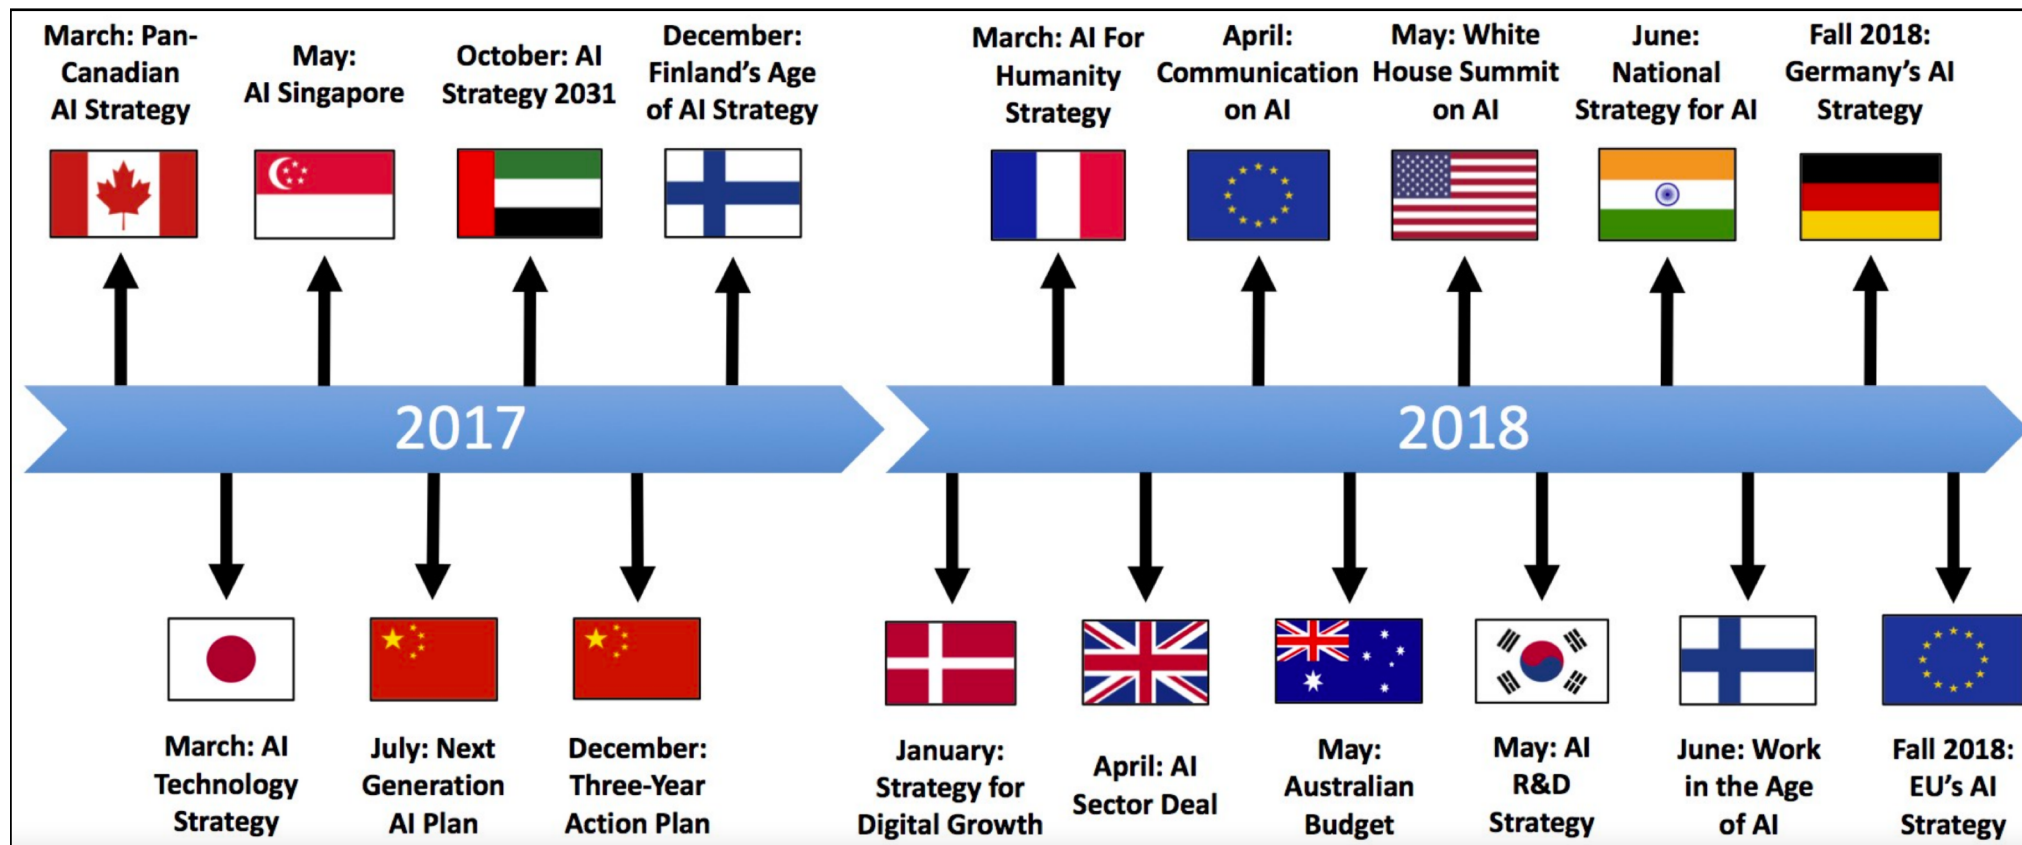 March: Pan-
Canadian
AI Strategy
May:
AI Singapore
October: AI
Strategy 2031
December:
Finland’s Age
of AI Strategy
March: AI For
Humanity
Strategy
April:
Communication
on AI
May: White
House Summit
on AI
June:
National
Strategy for AI
Fall 2018:
Germany’s AI
Strategy
2017
2018
March: AI
Technology
Strategy
July: Next
Generation
AI Plan
December:
Three-Year
Action Plan
January:
Strategy for
Digital Growth
April: AI
Sector Deal
May:
Australian
Budget
May: AI
R&D
Strategy
June: Work
in the Age
of AI
Fall 2018:
EU’s AI
Strategy